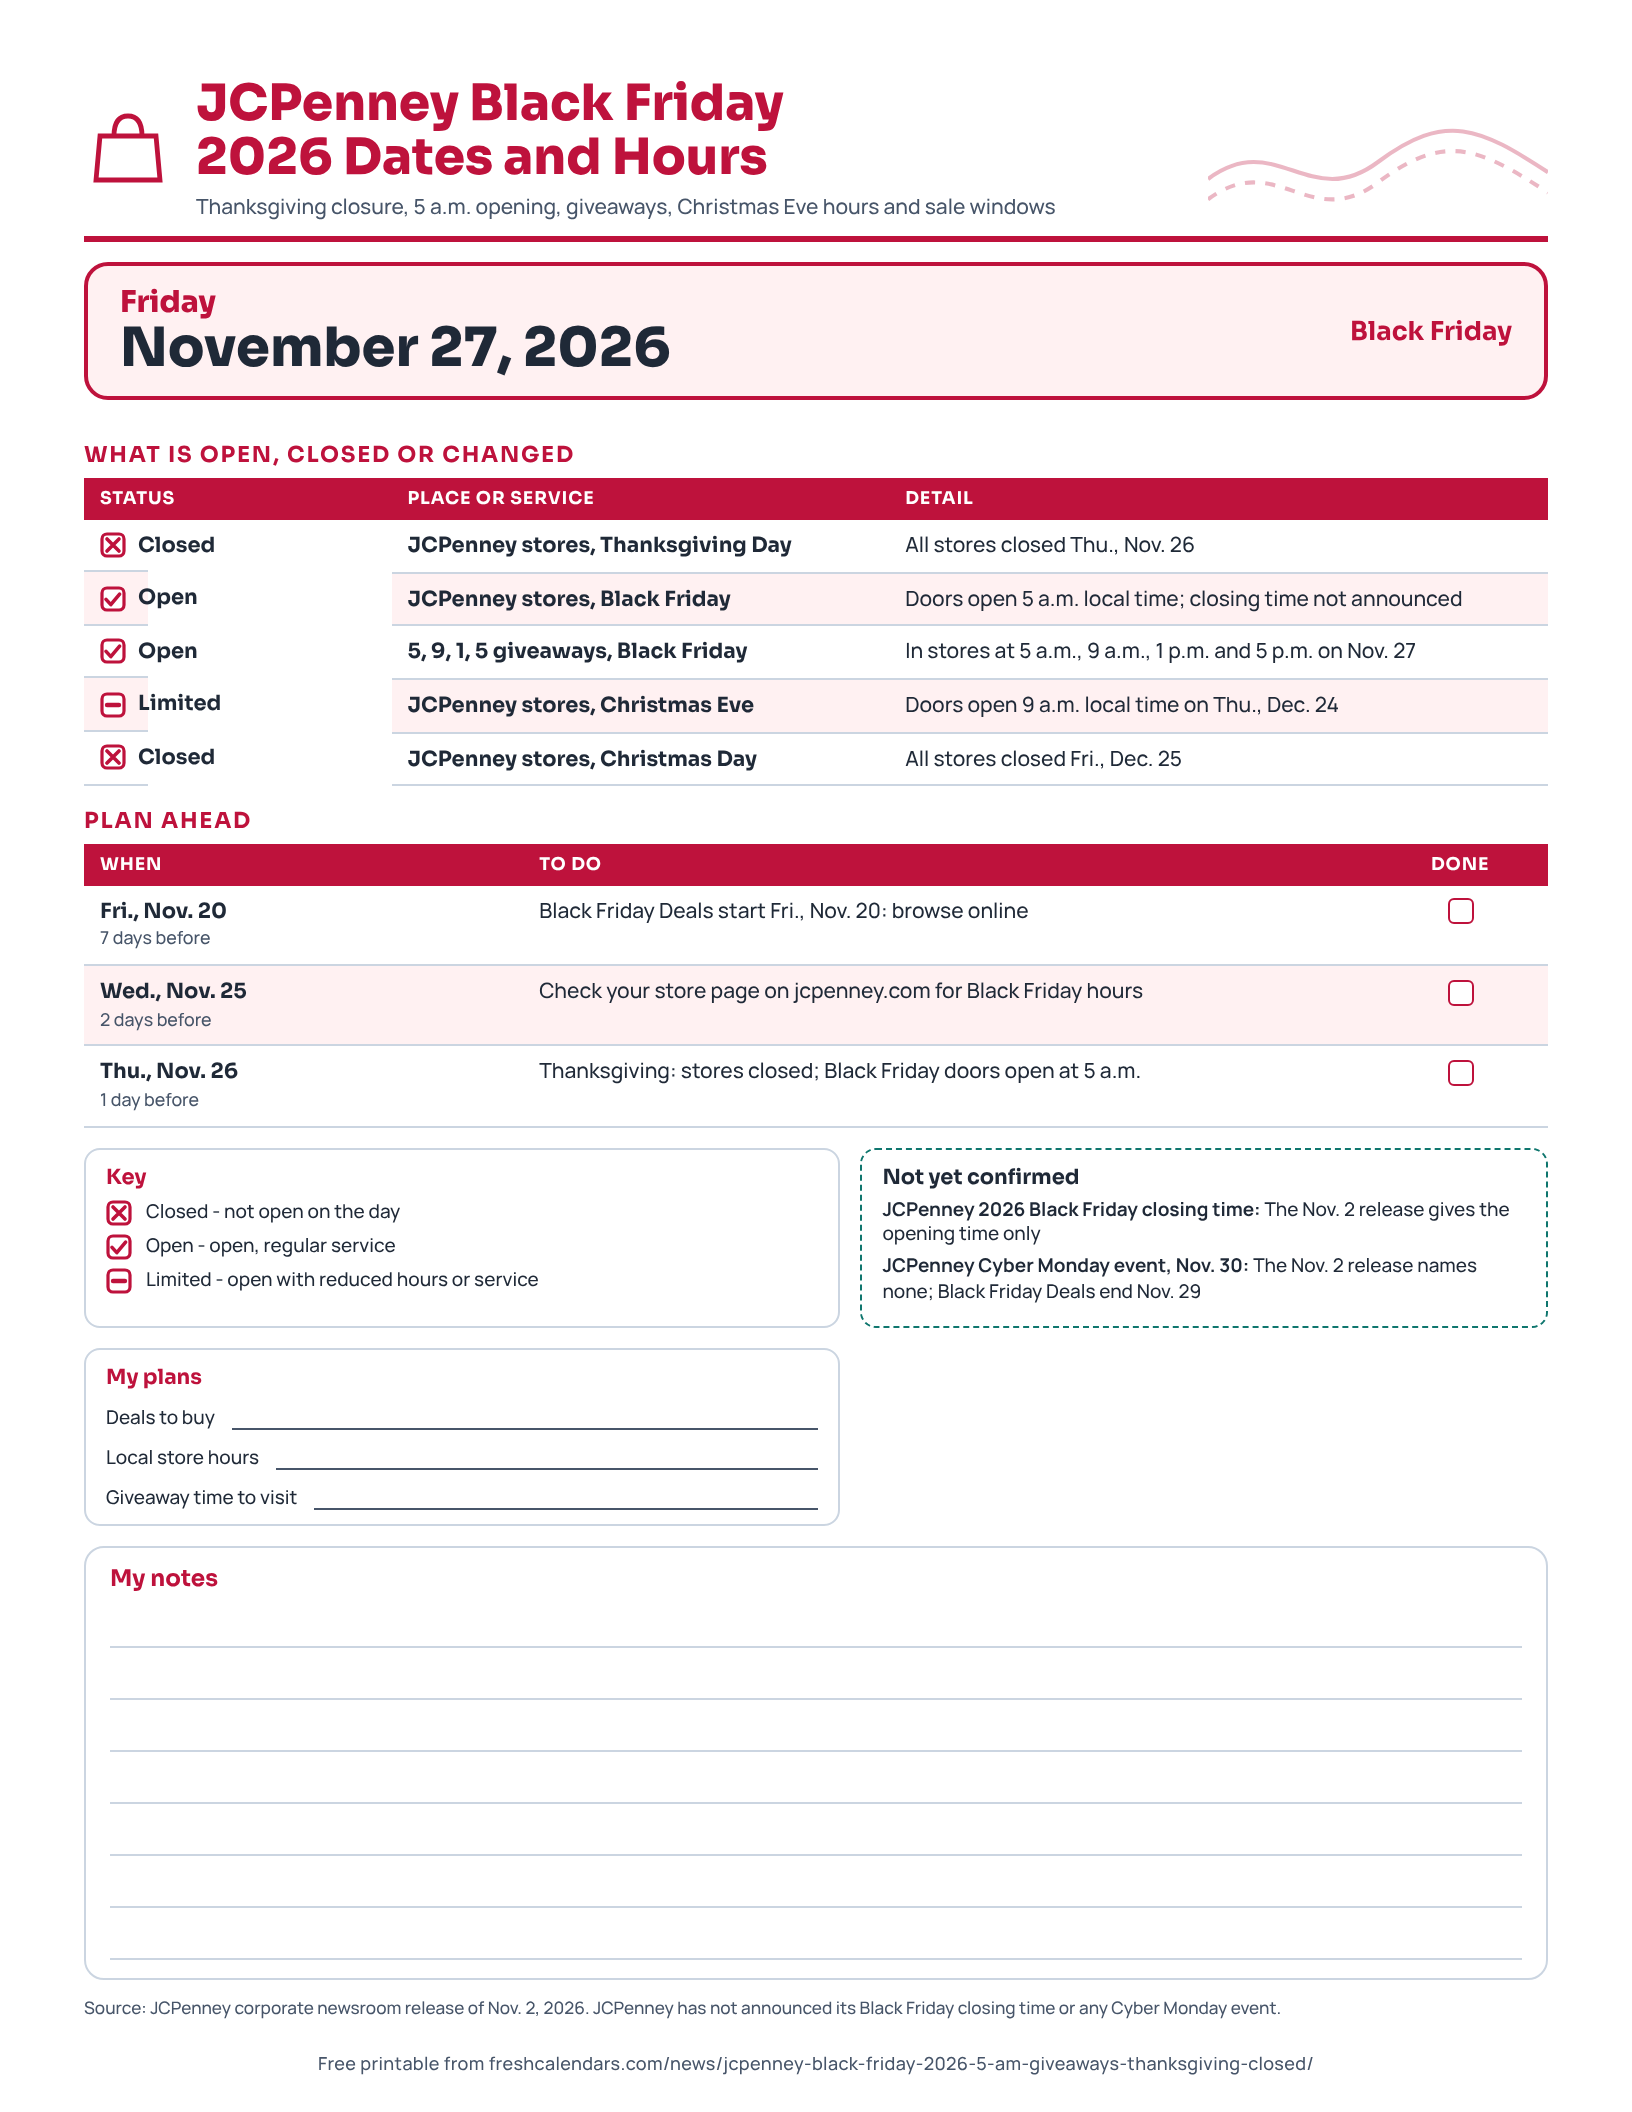 JCPenney Black Friday
2026 Dates and Hours
Thanksgiving closure, 5 a.m. opening, giveaways, Christmas Eve hours and sale windows
Friday
November 27, 2026
Black Friday
WHAT IS OPEN, CLOSED OR CHANGED
STATUS PLACE OR SERVICE DETAIL
Closed JCPenney stores, Thanksgiving Day All stores closed Thu., Nov. 26
Open JCPenney stores, Black Friday Doors open 5 a.m. local time; closing time not announced
Open 5, 9, 1, 5 giveaways, Black Friday In stores at 5 a.m., 9 a.m., 1 p.m. and 5 p.m. on Nov. 27
Limited JCPenney stores, Christmas Eve Doors open 9 a.m. local time on Thu., Dec. 24
Closed JCPenney stores, Christmas Day All stores closed Fri., Dec. 25
PLAN AHEAD
WHEN TO DO DONE
Fri., Nov. 20 Black Friday Deals start Fri., Nov. 20: browse online
7 days before
Wed., Nov. 25 Check your store page on jcpenney.com for Black Friday hours
2 days before
Thu., Nov. 26 Thanksgiving: stores closed; Black Friday doors open at 5 a.m.
1 day before
Key
Closed - not open on the day
Open - open, regular service
Limited - open with reduced hours or service
Not yet confirmed
JCPenney 2026 Black Friday closing time: The Nov. 2 release gives the
opening time only
JCPenney Cyber Monday event, Nov. 30: The Nov. 2 release names
none; Black Friday Deals end Nov. 29
My plans
Deals to buy
Local store hours
Giveaway time to visit
My notes
Source: JCPenney corporate newsroom release of Nov. 2, 2026. JCPenney has not announced its Black Friday closing time or any Cyber Monday event.
Free printable from freshcalendars.com/news/jcpenney-black-friday-2026-5-am-giveaways-thanksgiving-closed/